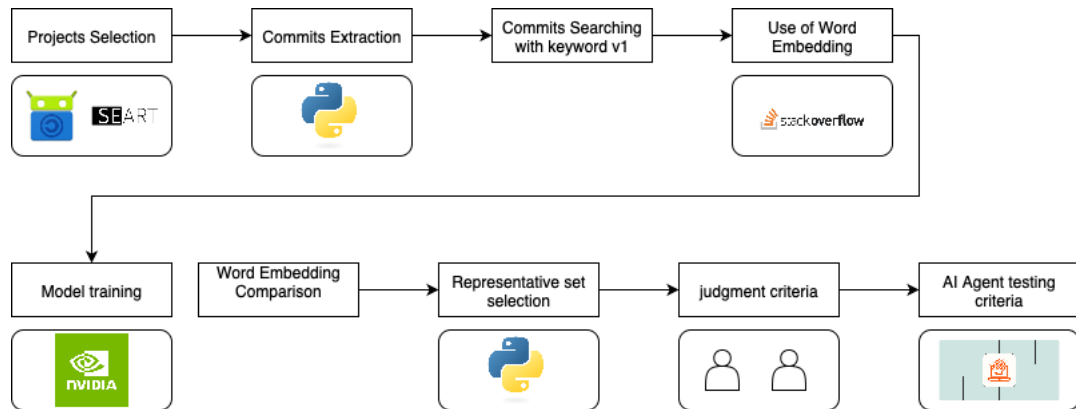 Projects Selection
Commits Extraction
Commits Searching
with keyword v1
Use of Word
Embedding
SEART
stackoverflow
Model training
Word Embedding
Comparison
Representative set
selection
judgment criteria
AI Agent testing
criteria
NVIDIA